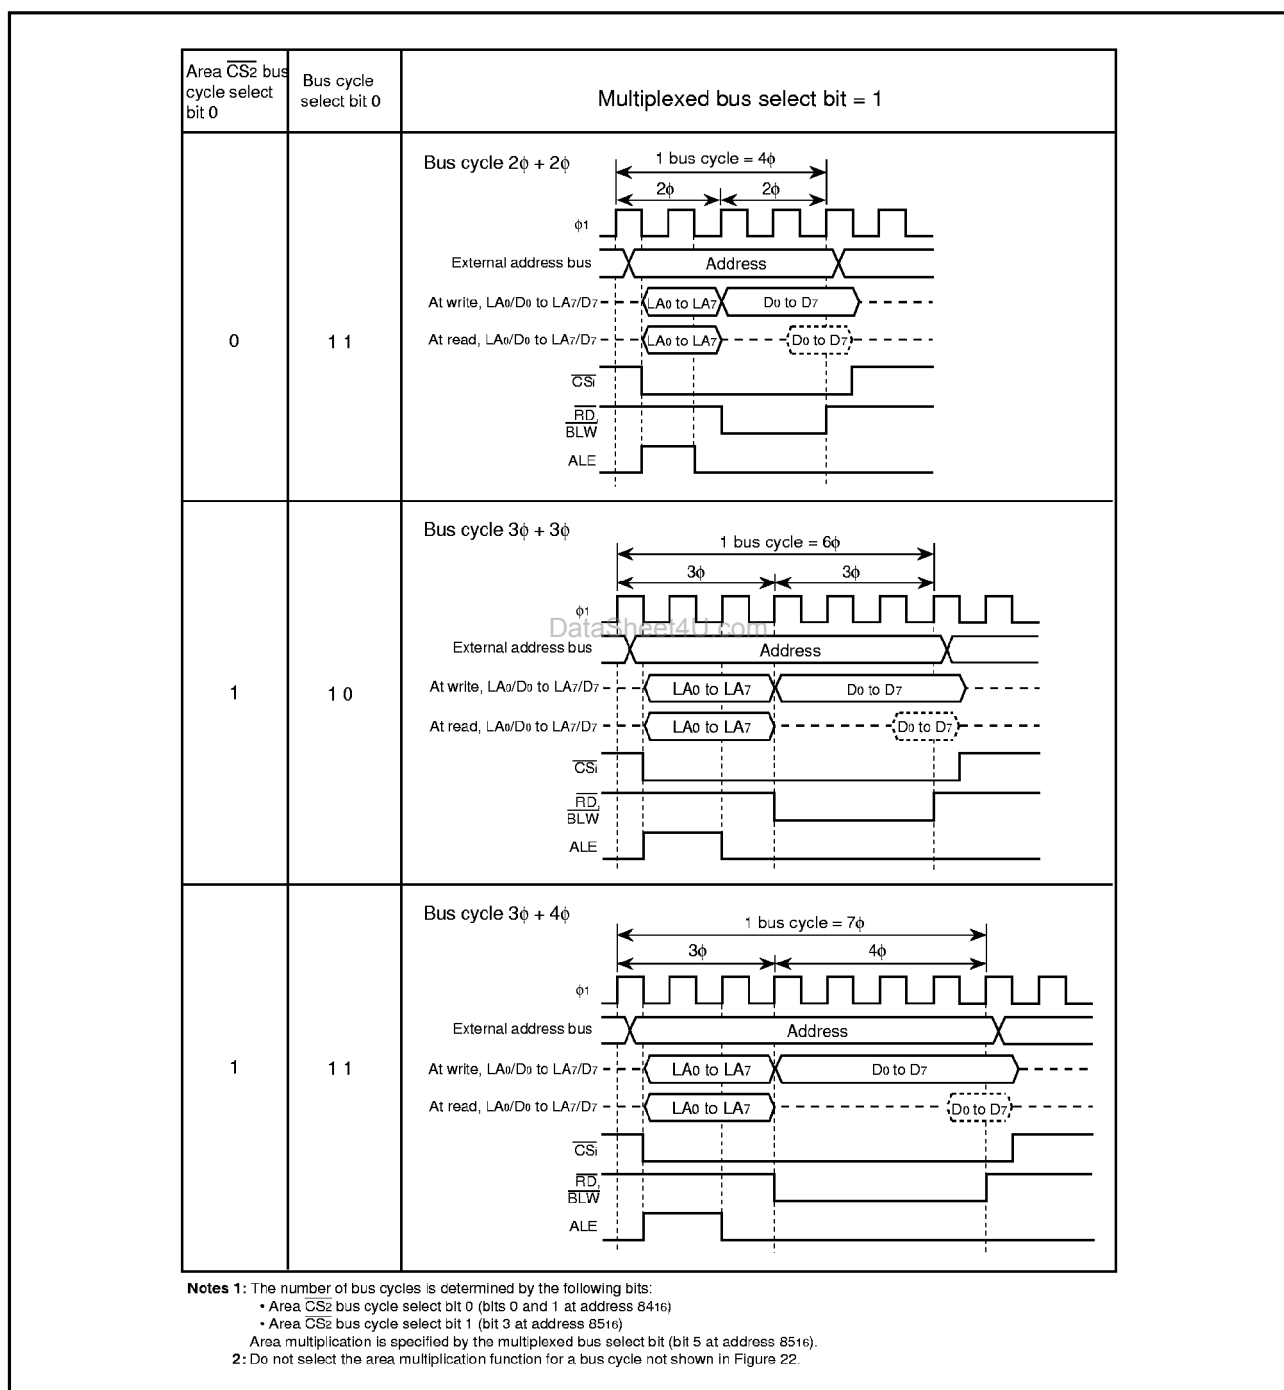 Area CS2 bus
cycle select
bit 0
Bus cycle
select bit 0
Multiplexed bus select bit = 1
0
1 1
Bus cycle 2ϕ + 2ϕ
1 bus cycle = 4ϕ
2ϕ 2ϕ
ϕ1
External address bus
Address
At write, LA0/D0 to LA7/D7
LA0 to LA7
D0 to D7
At read, LA0/D0 to LA7/D7
LA0 to LA7
D0 to D7
CSi
RD,
BLW
ALE
1
1 0
Bus cycle 3ϕ + 3ϕ
1 bus cycle = 6ϕ
3ϕ 3ϕ
ϕ1
DataSheet4U.com
External address bus
Address
At write, LA0/D0 to LA7/D7
LA0 to LA7
D0 to D7
At read, LA0/D0 to LA7/D7
LA0 to LA7
D0 to D7
CSi
RD,
BLW
ALE
1
1 1
Bus cycle 3ϕ + 4ϕ
1 bus cycle = 7ϕ
3ϕ 4ϕ
ϕ1
External address bus
Address
At write, LA0/D0 to LA7/D7
LA0 to LA7
D0 to D7
At read, LA0/D0 to LA7/D7
LA0 to LA7
D0 to D7
CSi
RD,
BLW
ALE
Notes 1: The number of bus cycles is determined by the following bits:
• Area CS2 bus cycle select bit 0 (bits 0 and 1 at address 8416)
• Area CS2 bus cycle select bit 1 (bit 3 at address 8516)
Area multiplication is specified by the multiplexed bus select bit (bit 5 at address 8516).
2: Do not select the area multiplication function for a bus cycle not shown in Figure 22.